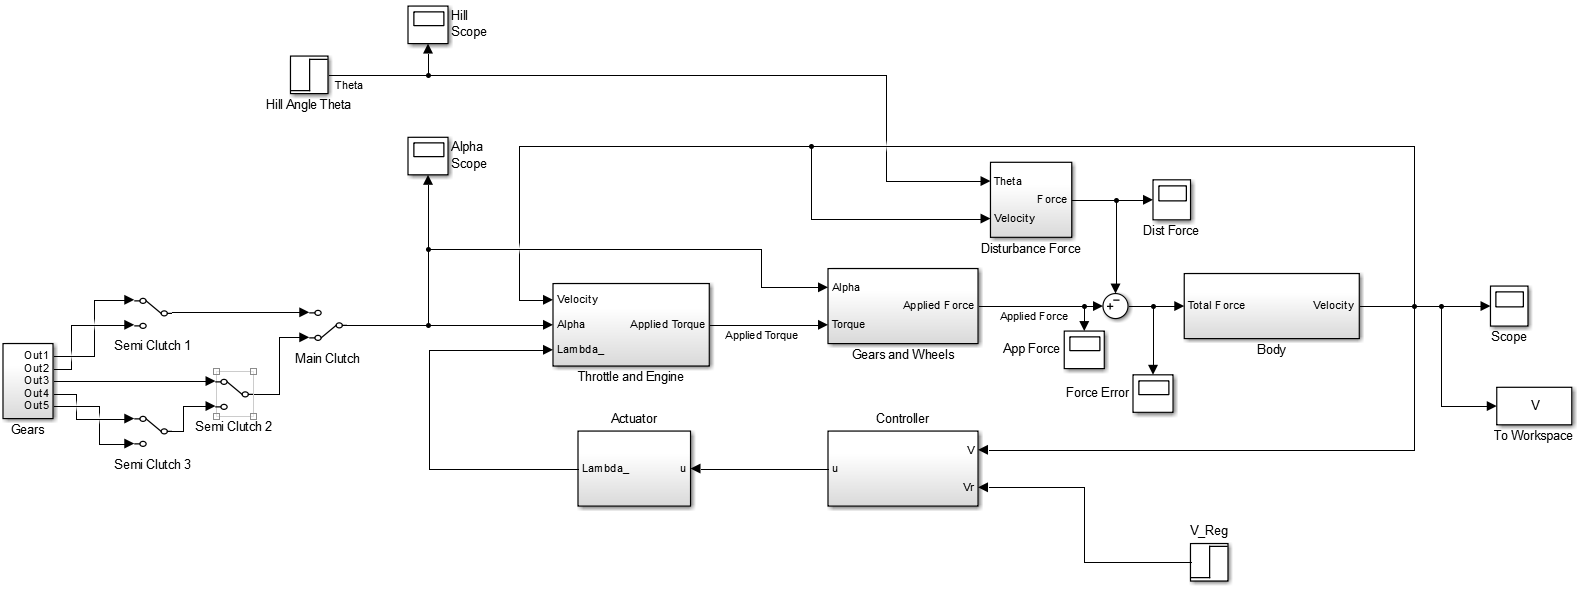 Hill
Scope
Theta
Hill Angle Theta
Alpha
Scope
Theta
Force
Velocity
Disturbance Force
Dist Force
Velocity
Alpha
Applied Torque
Lambda_
Throttle and Engine
Applied Torque
Alpha
Applied Force
Torque
Gears and Wheels
Applied Force
App Force
−
+
Force Error
Total Force
Velocity
Body
Scope
V
To Workspace
Semi Clutch 1
Main Clutch
Out1
Out2
Out3
Out4
Out5
Gears
Semi Clutch 2
Semi Clutch 3
Actuator
Lambda_
u
Controller
V
u
Vr
V_Reg